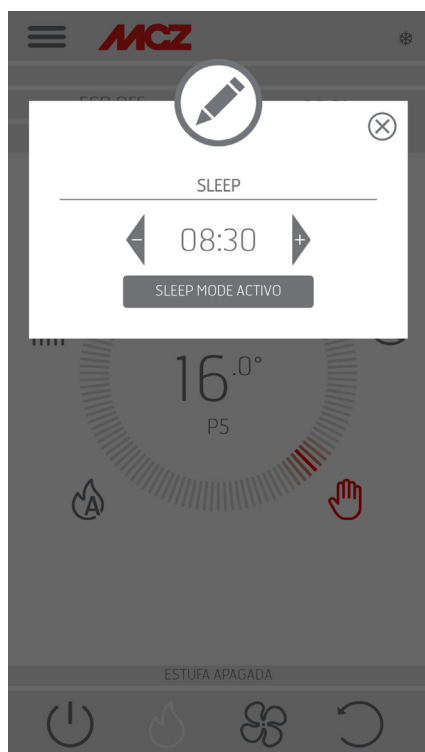 MCZ
SLEEP
- 08:30 +
SLEEP MODE ACTIVO
16.0°
P5
A
ESTUFA APAGADA